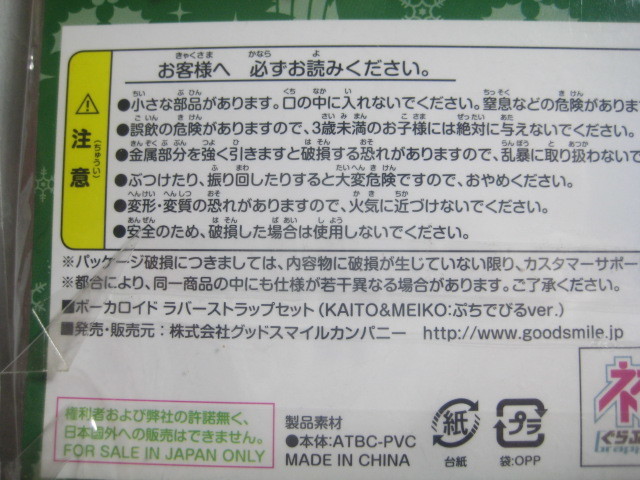 お客様へ 必ずお読みください。
注意
(ちゅうい)
●小さな部品があります。口の中に入れないでください。窒息などの危険がありま
●誤飲の危険がありますので、3歳未満のお子様には絶対に与えないでください。
●金属部分を強く引きますと破損する恐れがありますので、乱暴に取り扱わないで
●ぶつけたり、振り回したりすると大変危険ですので、おやめください。
●変形・変質の恐れがありますので、火気に近づけないでください。
●安全のため、破損した場合は使用しないでください。
※パッケージ破損につきましては、内容物に破損が生じていない限り、カスタマーサポー
※都合により、同一商品の中にも仕様が若干異なる場合があります。ご了承ください。
■ボーカロイド ラバーストラップセット (KAITO&MEIKO:ぷちでびるver.)
■発売・販売元:株式会社グッドスマイルカンパニー http://www.goodsmile.jp
権利者および弊社の許諾無く、
日本国外への販売はできません。
FOR SALE IN JAPAN ONLY
製品素材
●本体:ATBC-PVC
MADE IN CHINA
紙
台紙
プラ
袋:OPP
ネ
ぐらふ